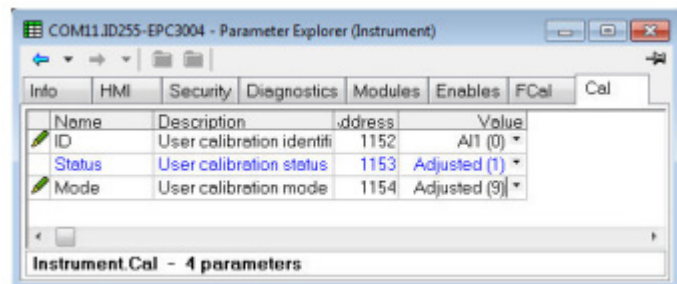 COM11.ID255-EPC3004 - Parameter Explorer (Instrument)
Info HMI Security Diagnostics Modules Enables FCal Cal
Name Description ddress Value
ID User calibration identifi 1152 AI1 (0)
Status User calibration status 1153 Adjusted (1)
Mode User calibration mode 1154 Adjusted (9)
Instrument.Cal - 4 parameters